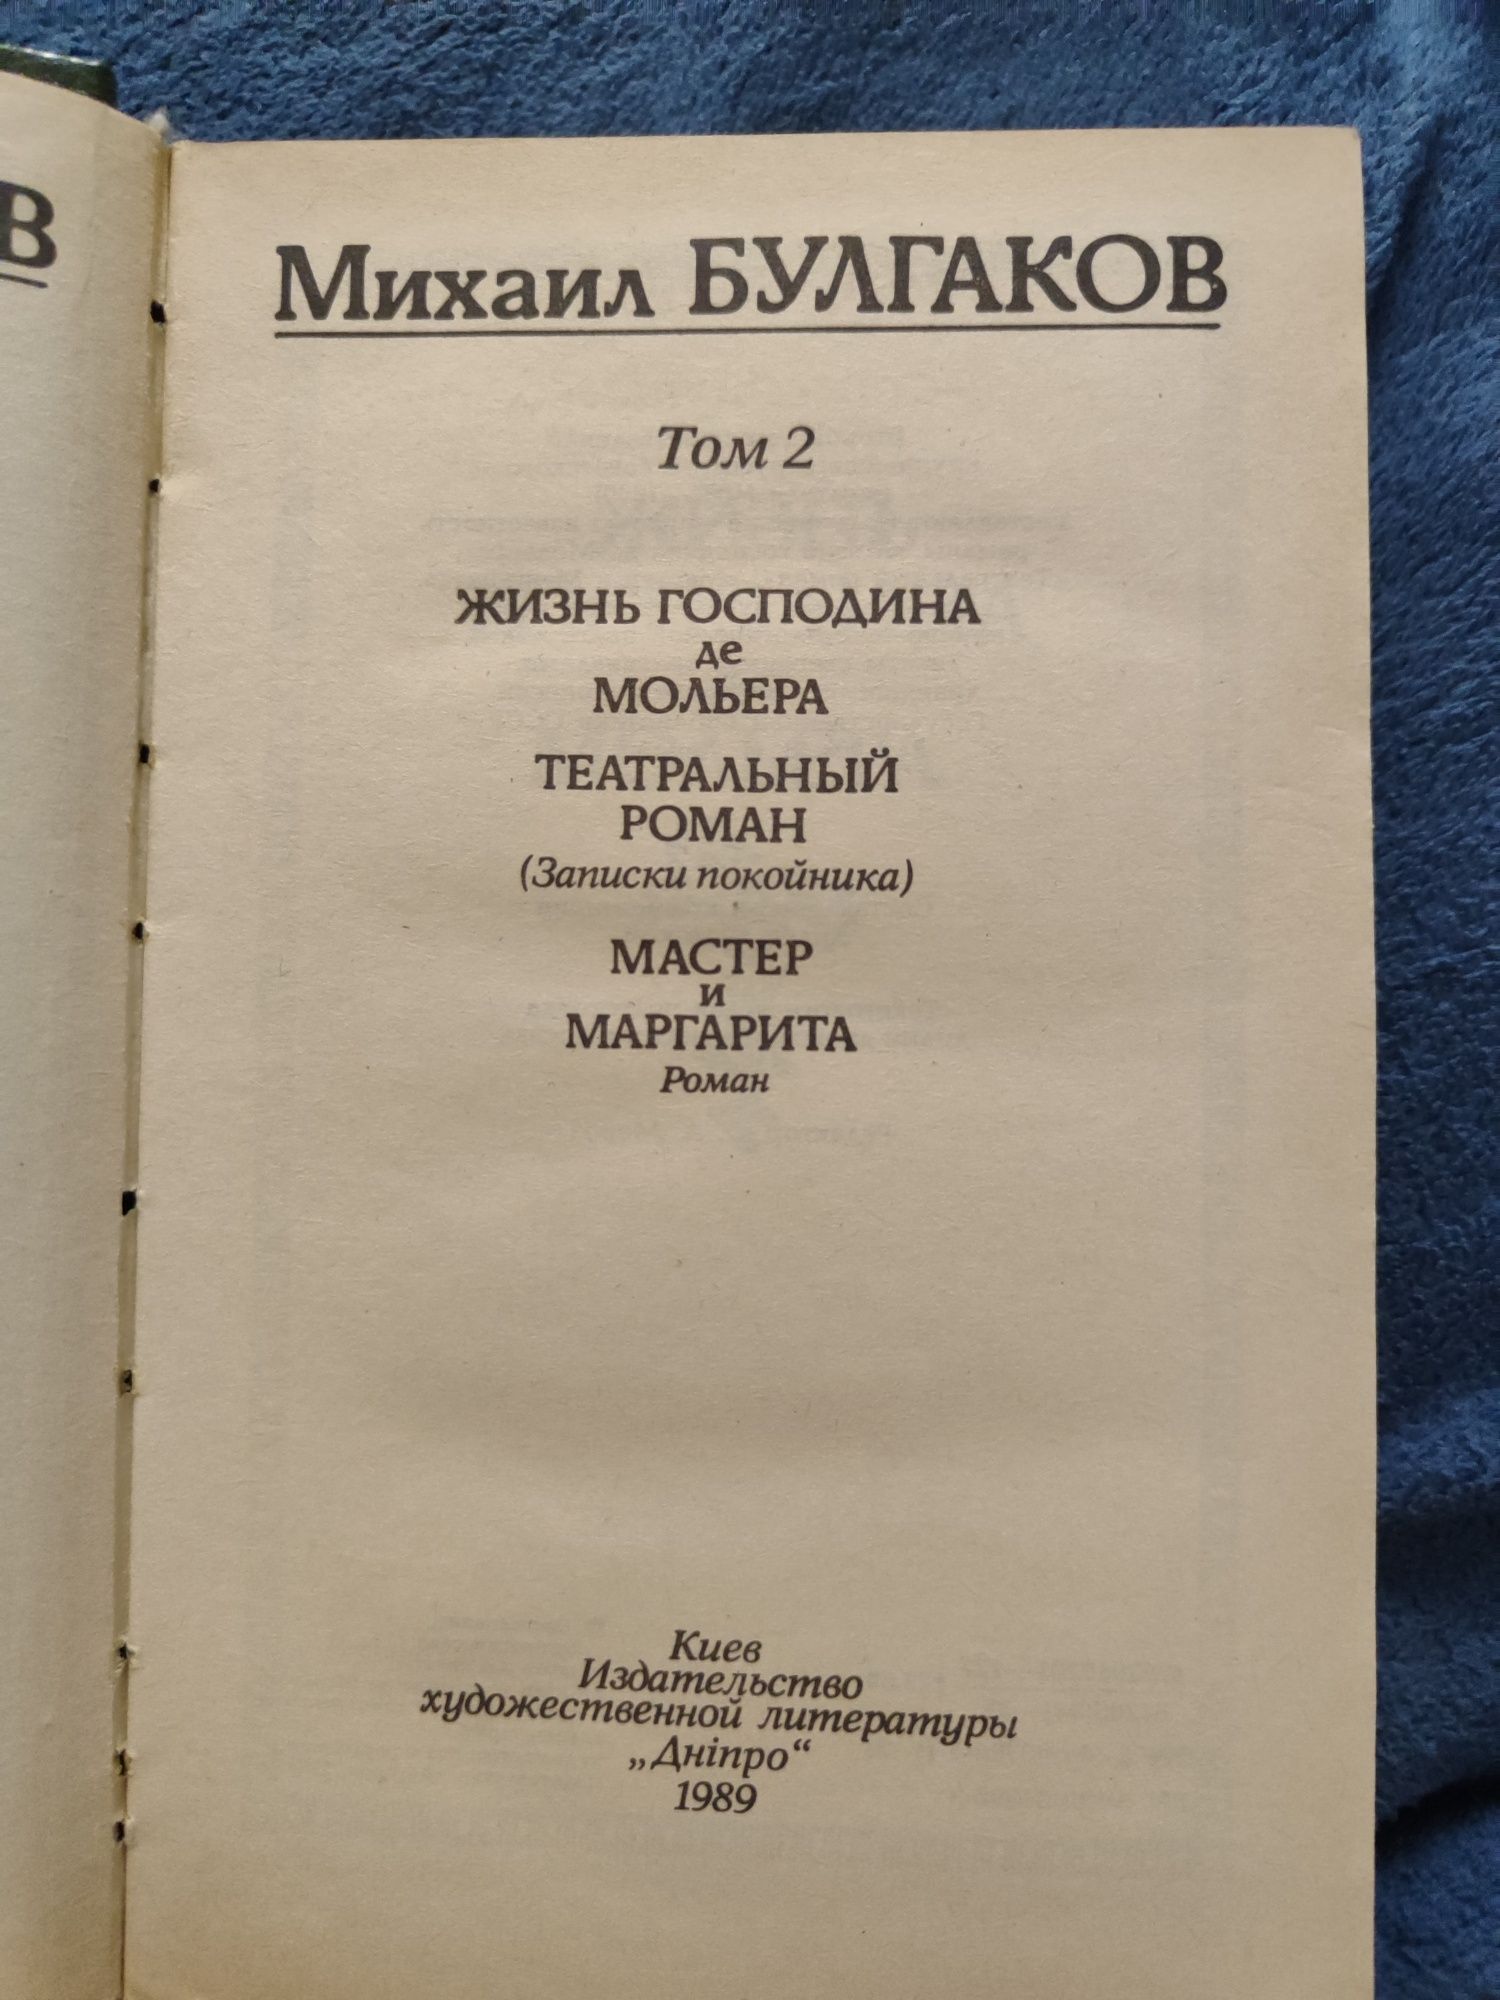 В
Михаил БУЛГАКОВ
Том 2
ЖИЗНЬ ГОСПОДИНА
де
МОЛЬЕРА
ТЕАТРАЛЬНЫЙ
РОМАН
(Записки покойника)
МАСТЕР
и
МАРГАРИТА
Роман
Киев
Издательство
художественной литературы
„Дніпро“
1989